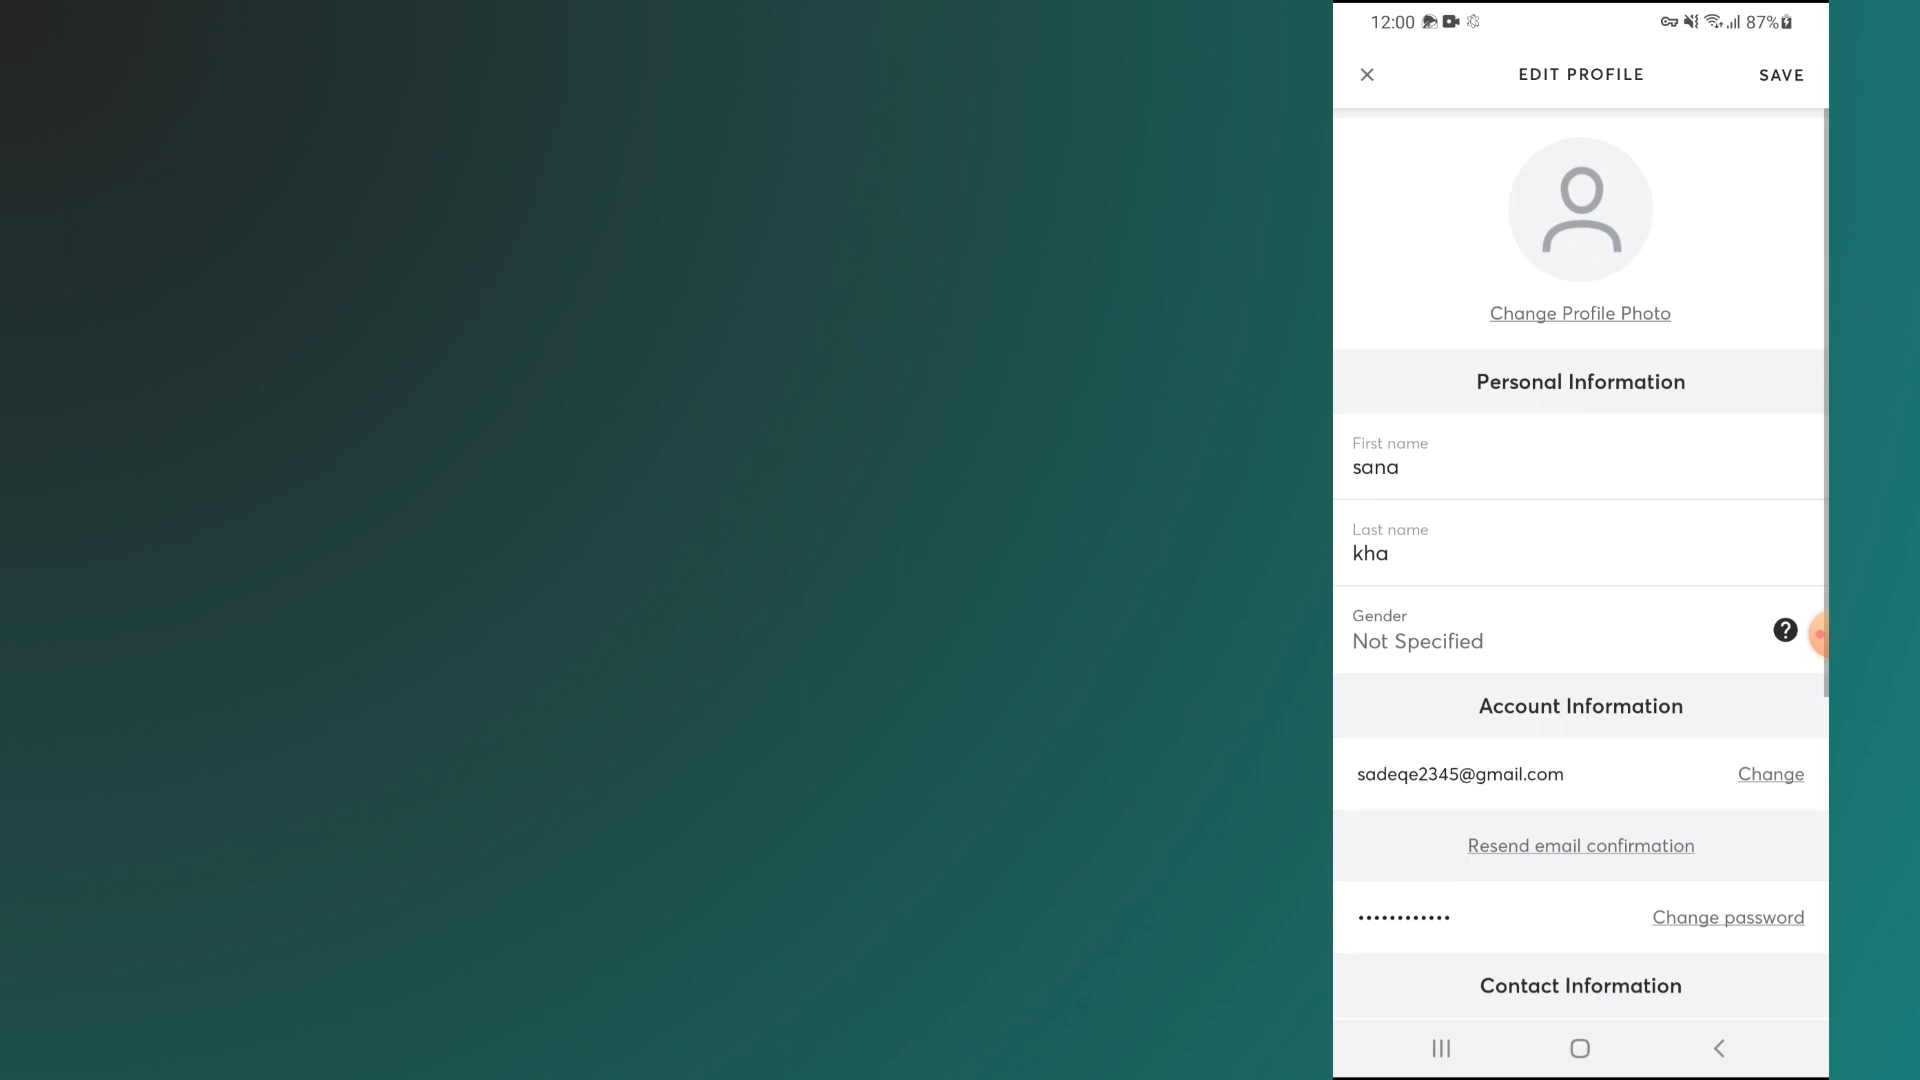 12:00
87%
EDIT PROFILE
SAVE
Change Profile Photo
Personal Information
First name
sana
Last name
kha
Gender
Not Specified
Account Information
sadeqe2345@gmail.com
Change
Resend email confirmation
••••••••••••
Change password
Contact Information